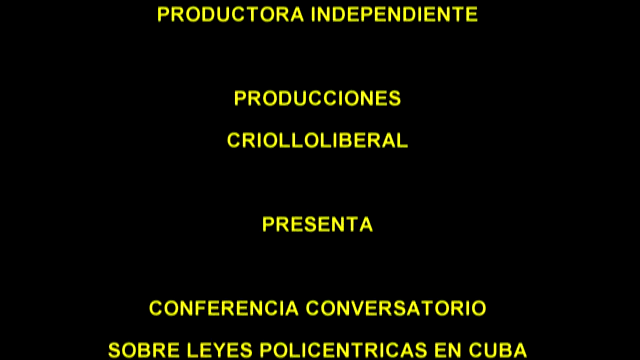 PRODUCTORA INDEPENDIENTE
PRODUCCIONES
CRIOLLOLIBERAL
PRESENTA
CONFERENCIA CONVERSATORIO
SOBRE LEYES POLICENTRICAS EN CUBA